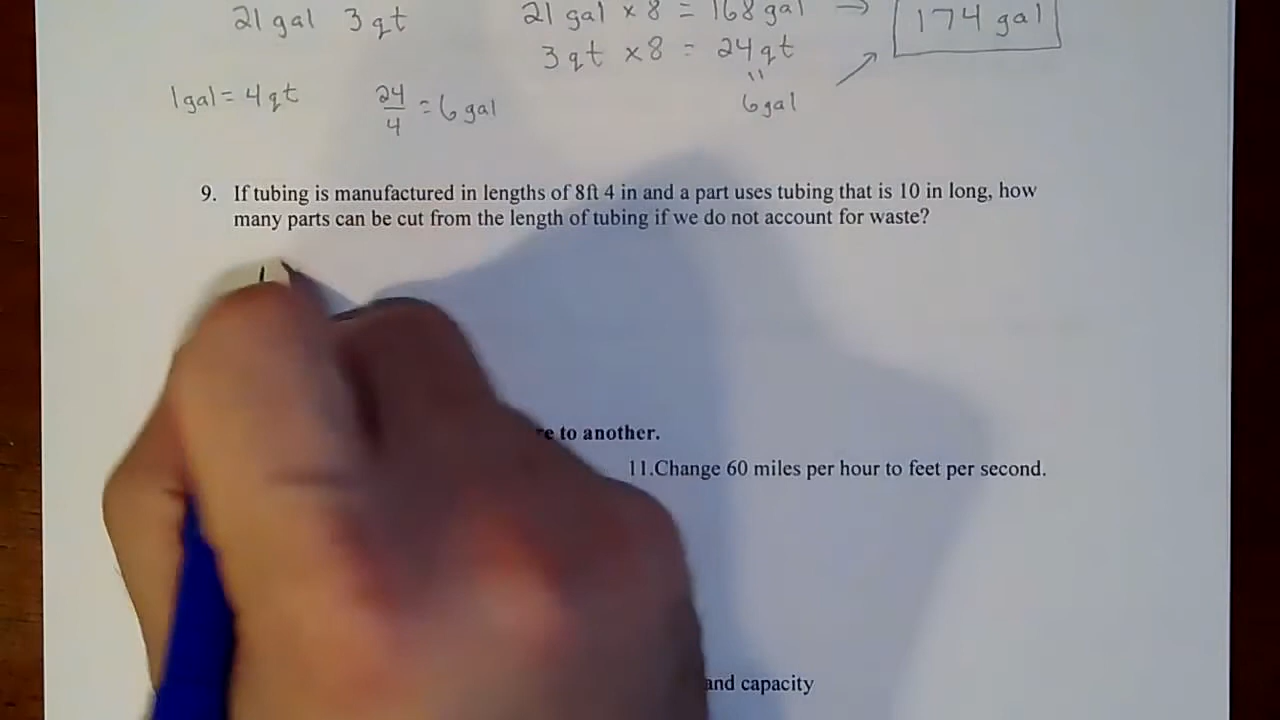 21 gal 3 qt 21 gal x 8 = 168 gal → 174 gal
3 qt x 8 = 24 qt
1 gal = 4 qt 24/4 = 6 gal 6 gal
9. If tubing is manufactured in lengths of 8ft 4 in and a part uses tubing that is 10 in long, how
many parts can be cut from the length of tubing if we do not account for waste?
to another.
11.Change 60 miles per hour to feet per second.
and capacity